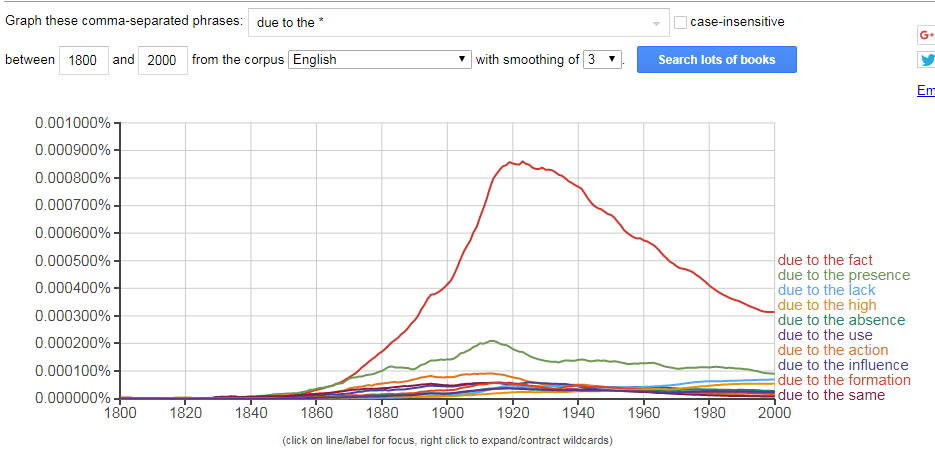 Graph these comma-separated phrases: due to the * case-insensitive
G+
between 1800 and 2000 from the corpus English with smoothing of 3 . Search lots of books
Em
0.001000%
0.000900%
0.000800%
0.000700%
0.000600%
0.000500%
0.000400%
0.000300%
0.000200%
0.000100%
0.000000%
due to the fact
due to the presence
due to the lack
due to the high
due to the absence
due to the use
due to the action
due to the influence
due to the formation
due to the same
1800 1820 1840 1860 1880 1900 1920 1940 1960 1980 2000
(click on line/label for focus, right click to expand/contract wildcards)